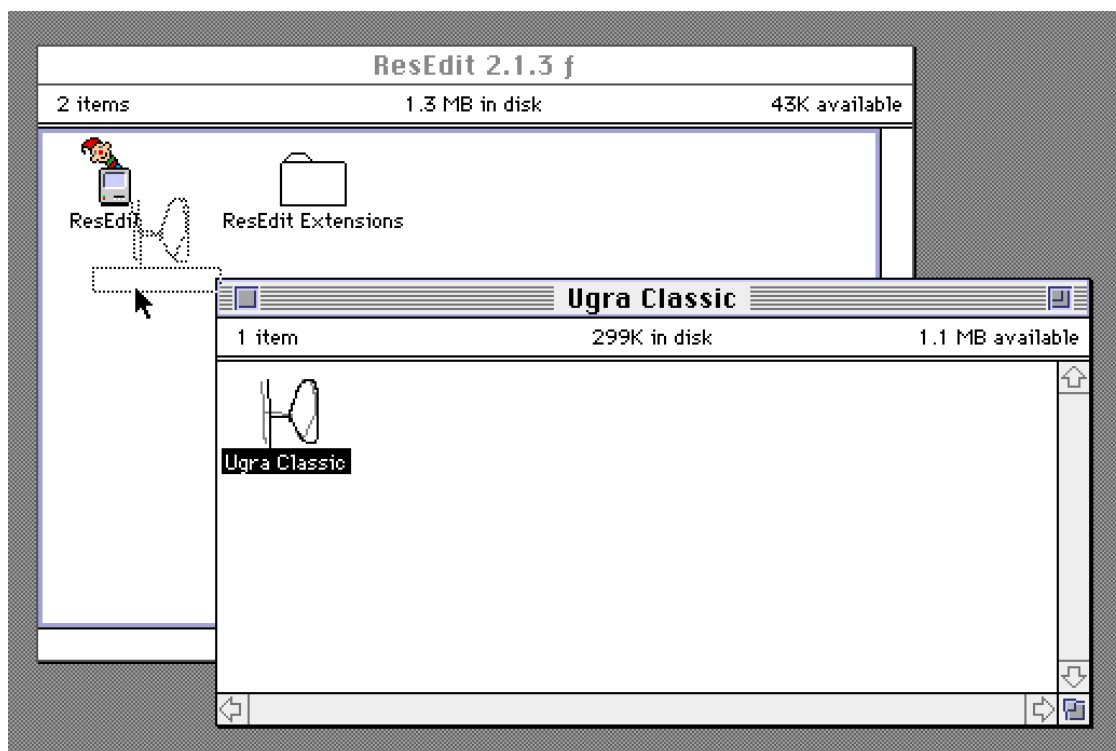 ResEdit 2.1.3 ƒ
2 items 1.3 MB in disk 43K available
ResEdit ResEdit Extensions
Ugra Classic
1 item 299K in disk 1.1 MB available
Ugra Classic